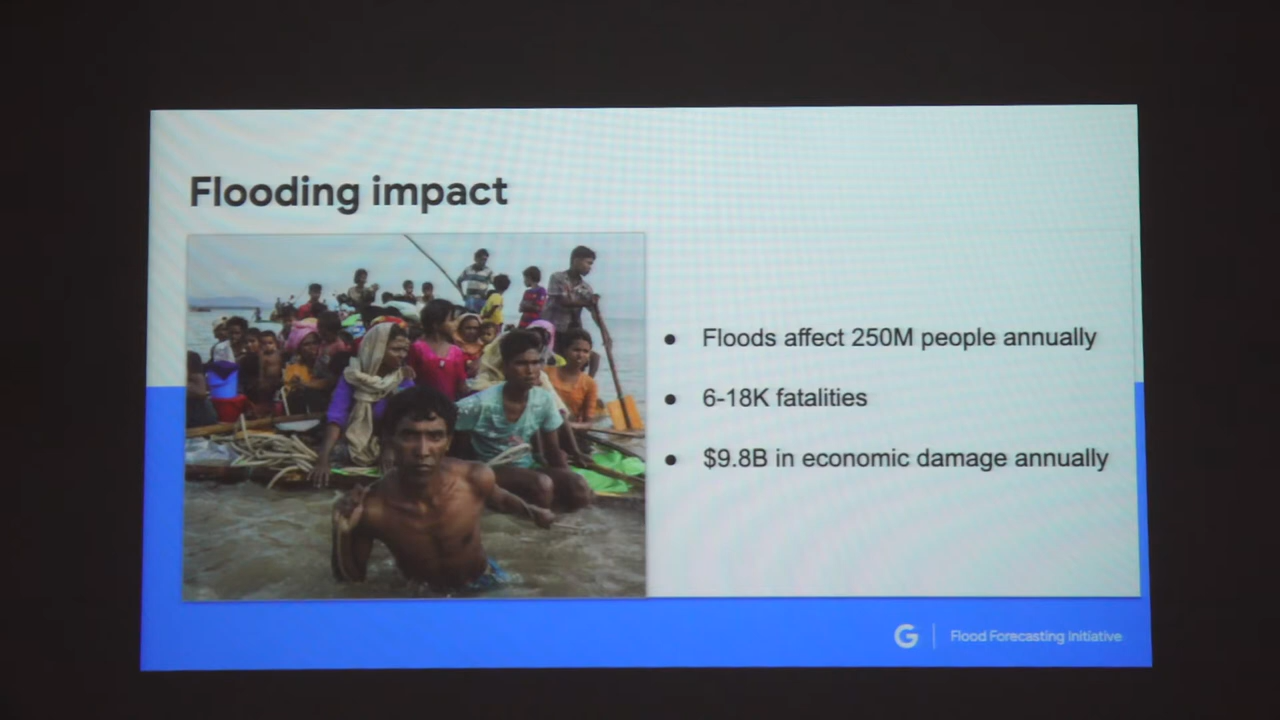 Flooding impact
● Floods affect 250M people annually
● 6-18K fatalities
● $9.8B in economic damage annually
G | Flood Forecasting Initiative